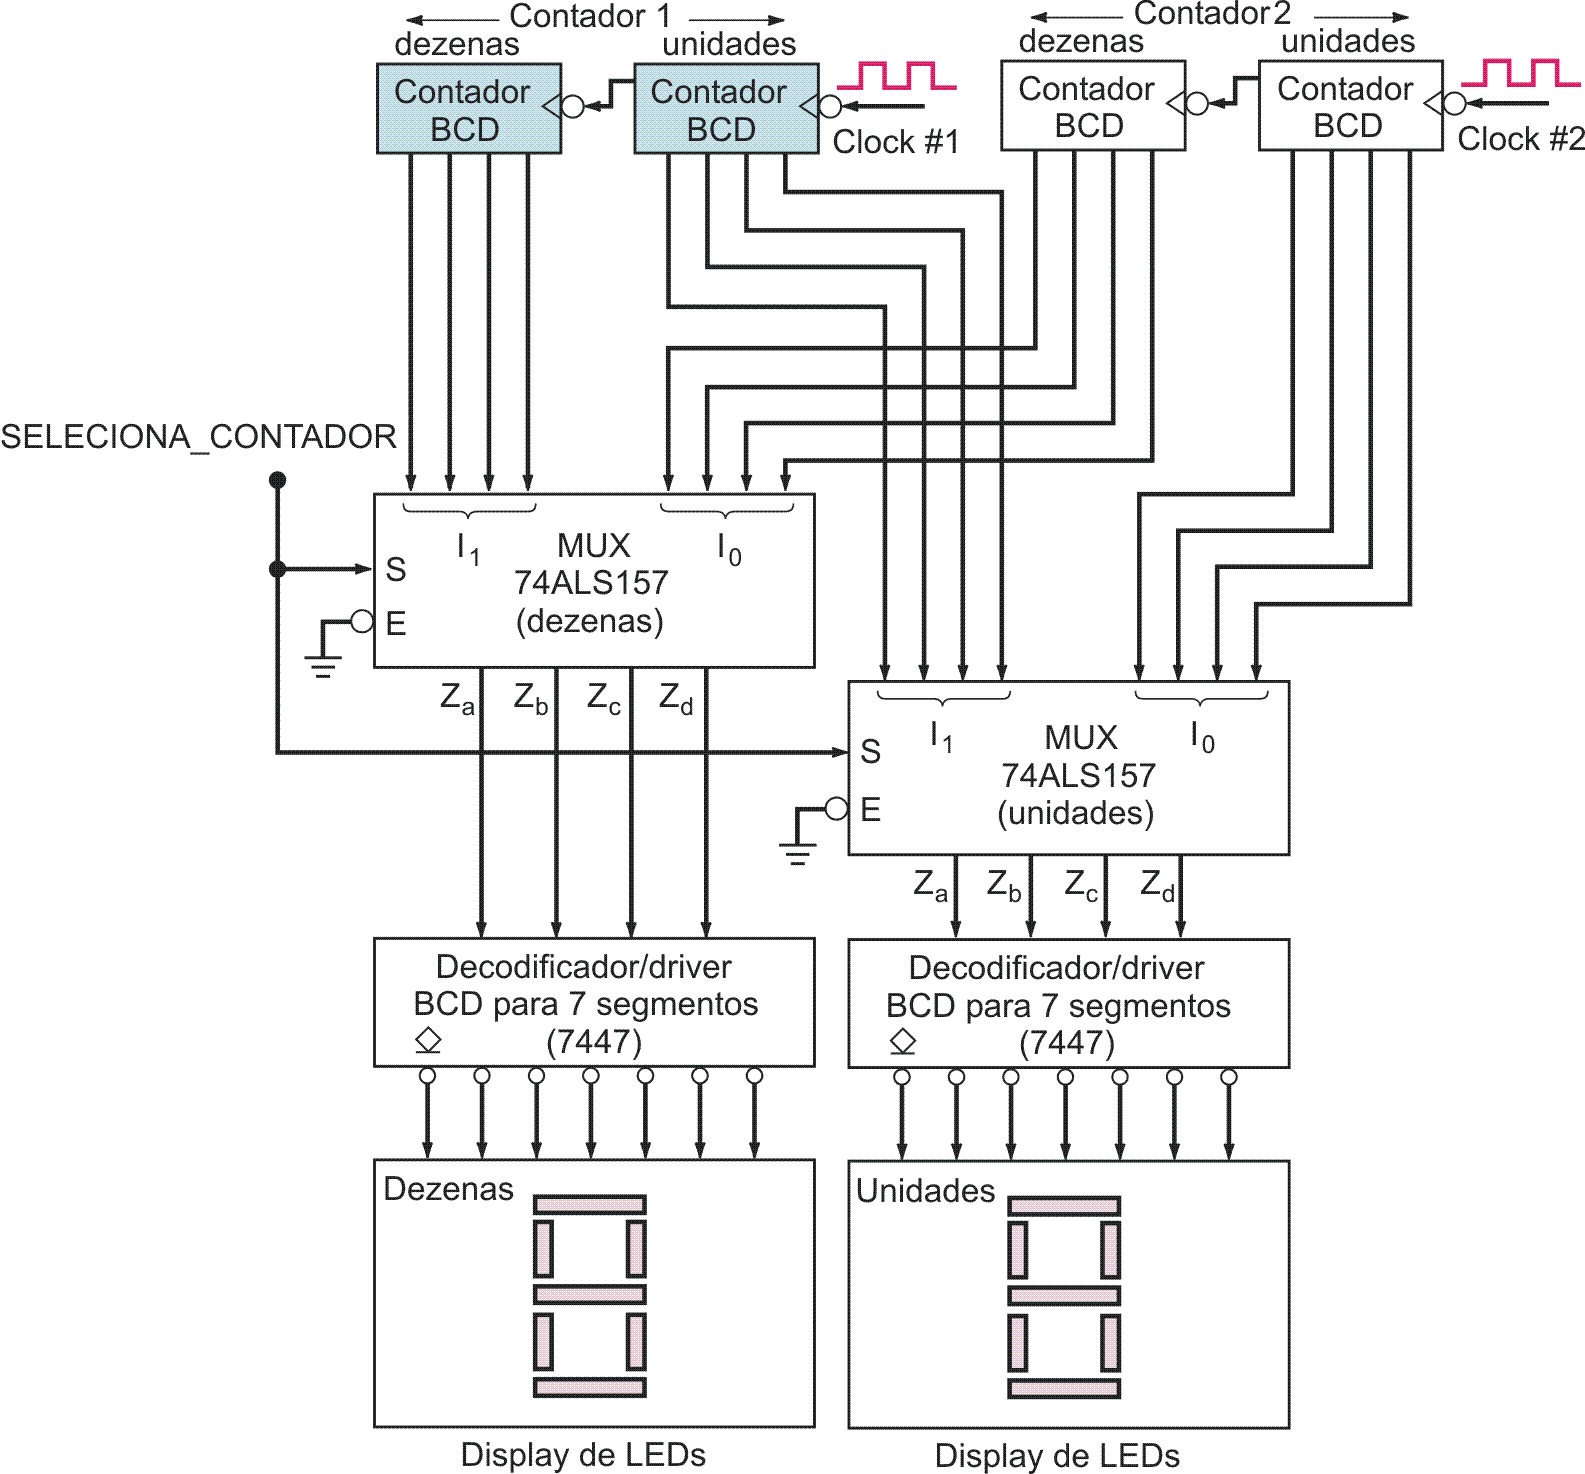 Contador 1
Contador2
dezenas
unidades
dezenas
unidades
Contador
BCD
Contador
BCD
Clock #1
Contador
BCD
Contador
BCD
Clock #2
SELECIONA_CONTADOR
I1
MUX
I0
S
74ALS157
E
(dezenas)
Za
Zb
Zc
Zd
I1
MUX
I0
S
74ALS157
E
(unidades)
Za
Zb
Zc
Zd
Decodificador/driver
BCD para 7 segmentos
(7447)
Decodificador/driver
BCD para 7 segmentos
(7447)
Dezenas
Unidades
Display de LEDs
Display de LEDs